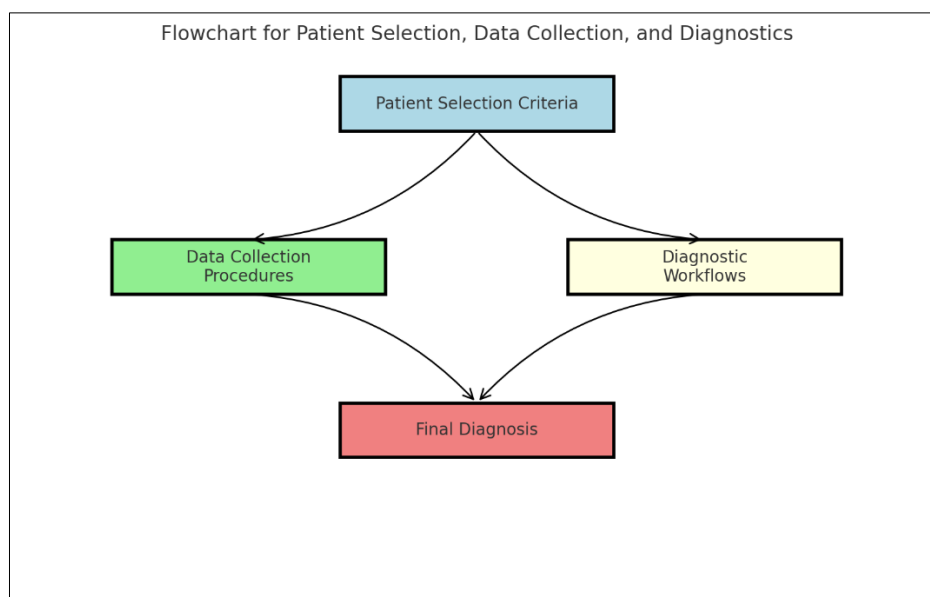 Flowchart for Patient Selection, Data Collection, and Diagnostics
Patient Selection Criteria
Data Collection
Procedures
Diagnostic
Workflows
Final Diagnosis